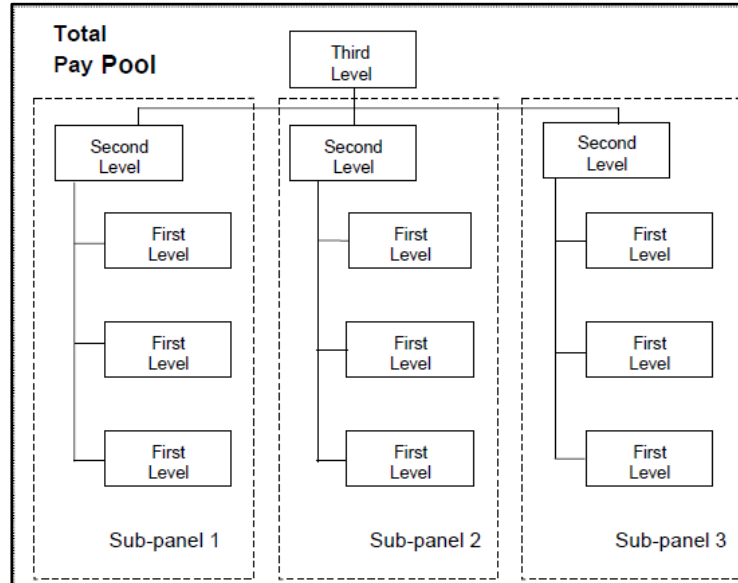 Total
Pay Pool
Third
Level
Second
Level
First
Level
First
Level
First
Level
Sub-panel 1
Second
Level
First
Level
First
Level
First
Level
Sub-panel 2
Second
Level
First
Level
First
Level
First
Level
Sub-panel 3